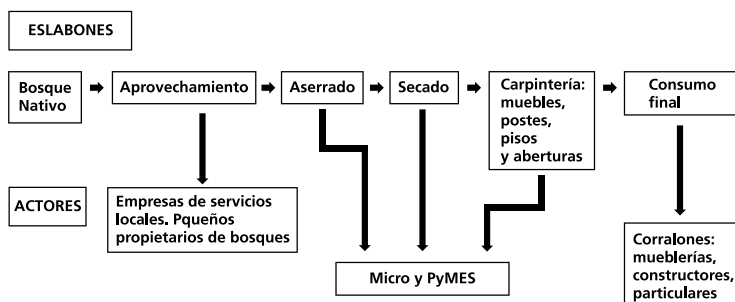 ESLABONES
Bosque
Nativo
Aprovechamiento
Aserrado
Secado
Carpintería:
muebles,
postes,
pisos
y aberturas
Consumo
final
ACTORES
Empresas de servicios
locales. Pqueños
propietarios de bosques
Micro y PyMES
Corralones:
mueblerías,
constructores,
particulares